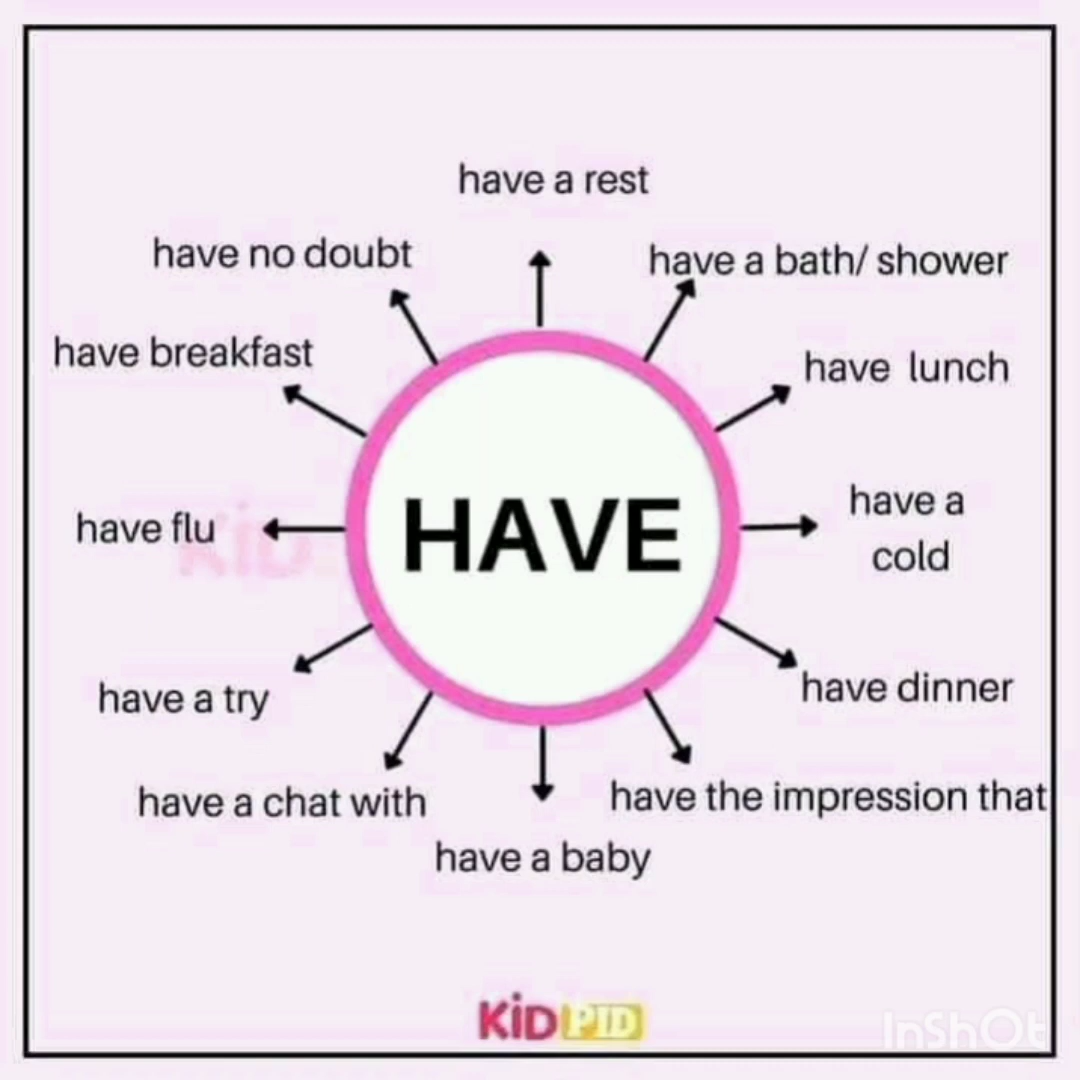 have a rest
have no doubt
have a bath/ shower
have breakfast
have lunch
HAVE
have a
cold
have flu
KiD
have a try
have dinner
have a chat with
have the impression that
have a baby
KiDPID
InShOt